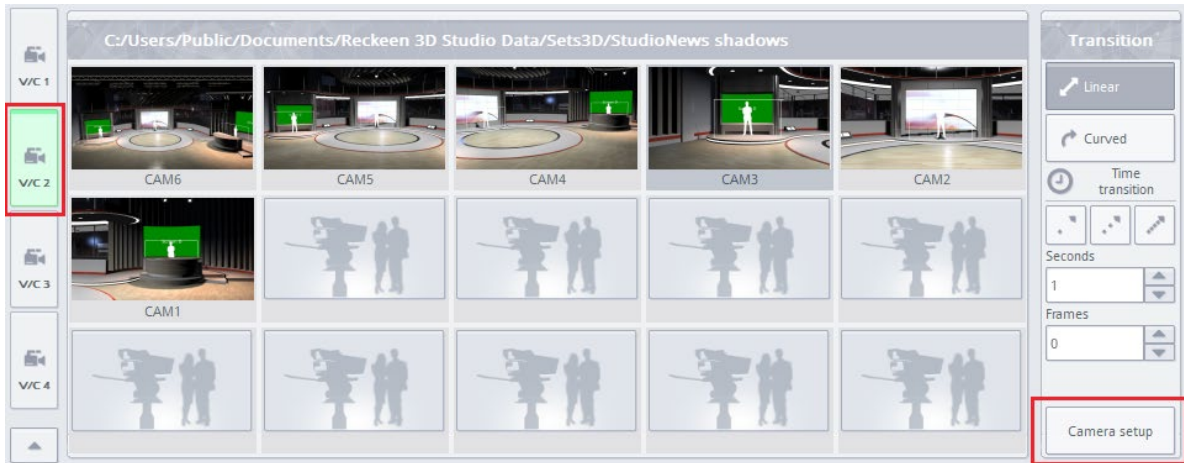 V/C 1
V/C 2
V/C 3
V/C 4
C:/Users/Public/Documents/Reckeen 3D Studio Data/Sets3D/StudioNews shadows
CAM6
CAM5
CAM4
CAM3
CAM2
CAM1
Transition
Linear
Curved
Time
transition
Seconds
1
Frames
0
Camera setup